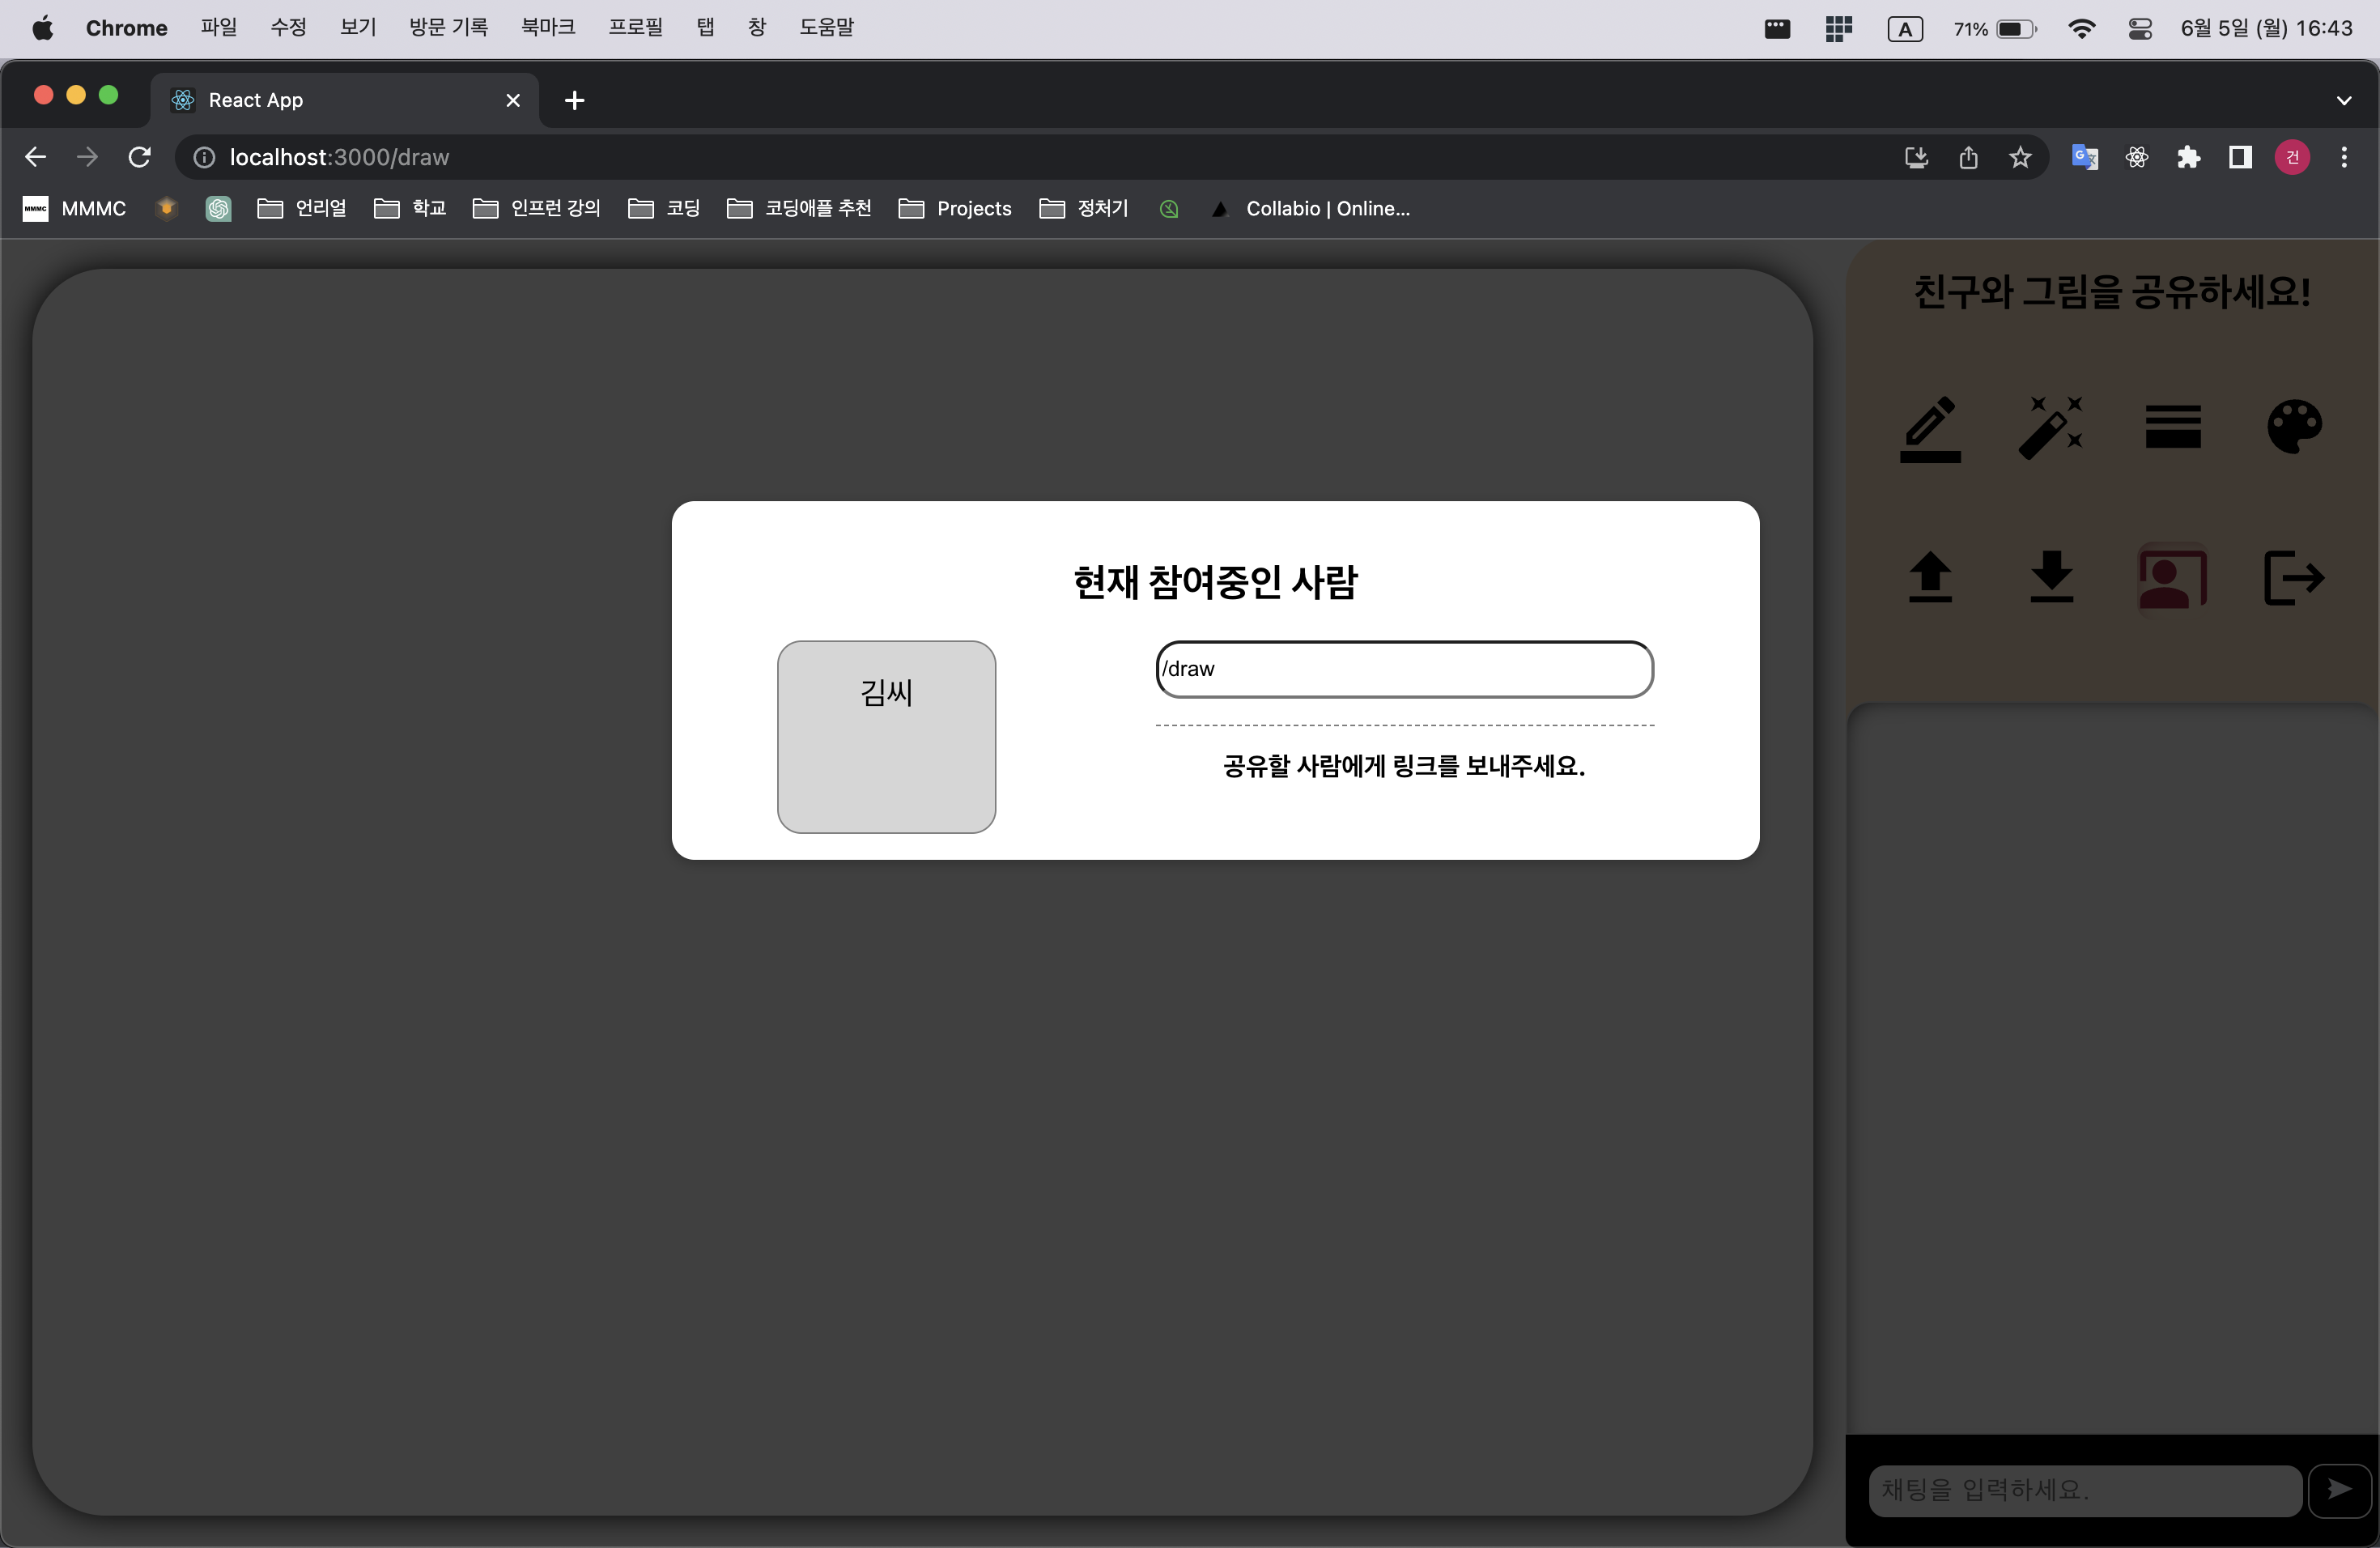 Chrome 파일 수정 보기 방문 기록 북마크 프로필 탭 창 도움말 A 71% 6월 5일 (월) 16:43
React App
localhost:3000/draw 건
MMMC MMMC 언리얼 학교 인프런 강의 코딩 코딩애플 추천 Projects 정처기 Collabio | Online...
친구와 그림을 공유하세요!
현재 참여중인 사람
김씨
/draw
공유할 사람에게 링크를 보내주세요.
채팅을 입력하세요.